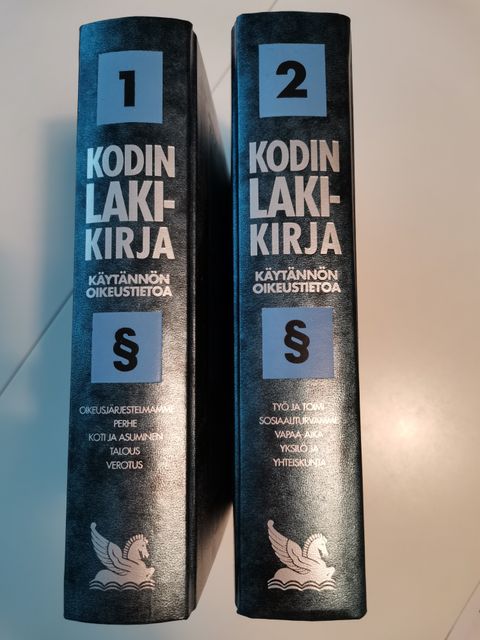 1
KODIN
LAKI-
KIRJA
KÄYTÄNNÖN
OIKEUSTIETOA
§
OIKEUSJÄRJESTELMÄMME
PERHE
KOTI JA ASUMINEN
TALOUS
VEROTUS
2
KODIN
LAKI-
KIRJA
KÄYTÄNNÖN
OIKEUSTIETOA
§
TYÖ JA TOIMI
SOSIAALITURVAMME
VAPAA-AIKA
YKSILÖ JA
YHTEISKUNTA